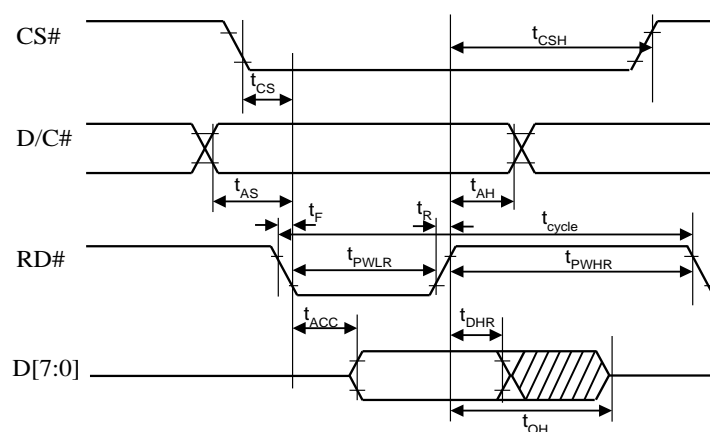 CS#
t_CSH
t_CS
D/C#
t_AS
t_F
t_R
t_AH
t_cycle
RD#
t_PWLR
t_PWHR
t_ACC
t_DHR
D[7:0]
t_OH